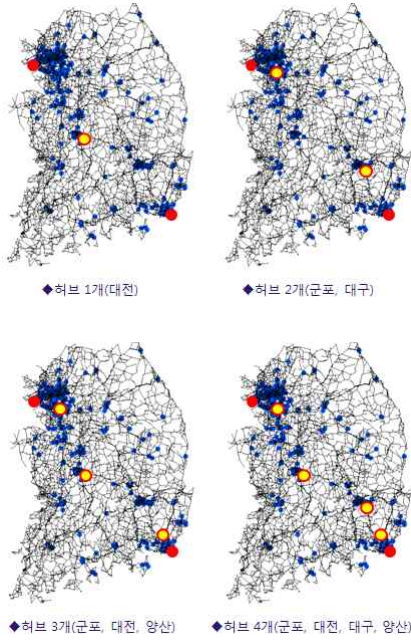 ◆허브 1개(대전)
◆허브 2개(군포, 대구)
◆허브 3개(군포, 대전, 양산)
◆허브 4개(군포, 대전, 대구, 양산)